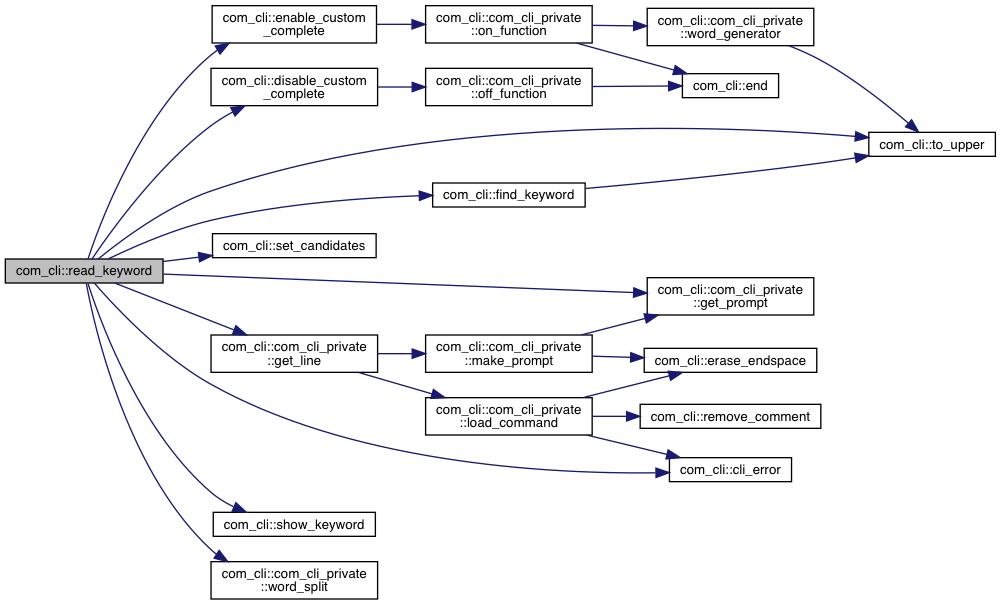 com_cli::enable_custom
_complete
com_cli::com_cli_private
::on_function
com_cli::com_cli_private
::word_generator
com_cli::disable_custom
_complete
com_cli::com_cli_private
::off_function
com_cli::end
com_cli::to_upper
com_cli::find_keyword
com_cli::set_candidates
com_cli::read_keyword
com_cli::com_cli_private
::get_prompt
com_cli::com_cli_private
::get_line
com_cli::com_cli_private
::make_prompt
com_cli::erase_endspace
com_cli::com_cli_private
::load_command
com_cli::remove_comment
com_cli::cli_error
com_cli::show_keyword
com_cli::com_cli_private
::word_split